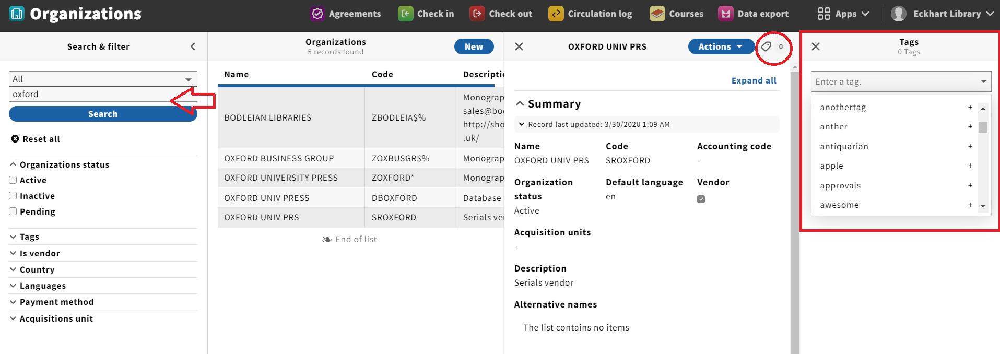 Organizations
Agreements
Check in
Check out
Circulation log
Courses
Data export
Apps
Eckhart Library
Search & filter
All
oxford
Search
Reset all
Organizations status
Active
Inactive
Pending
Tags
Is vendor
Country
Languages
Payment method
Acquisitions unit
Organizations
5 records found
New
Name Code Descriptio
BODLEIAN LIBRARIES ZBODLEIA$% Monograp
sales@boo
http://sho
.uk/
OXFORD BUSINESS GROUP ZOXBUSGR$% Monograp
OXFORD UNIVERSITY PRESS ZOXFORD* Monograp
OXFORD UNIV PRESS DBOXFORD Database
OXFORD UNIV PRS SROXFORD Serials ve
End of list
OXFORD UNIV PRS
Actions
0
Expand all
Summary
Record last updated: 3/30/2020 1:09 AM
Name Code Accounting code
OXFORD UNIV PRS SROXFORD -
Organization status Default language Vendor
en
Active
Acquisition units
-
Description
Serials vendor
Alternative names
The list contains no items
Tags
0 Tags
Enter a tag.
anothertag +
anther +
antiquarian +
apple +
approvals +
awesome +